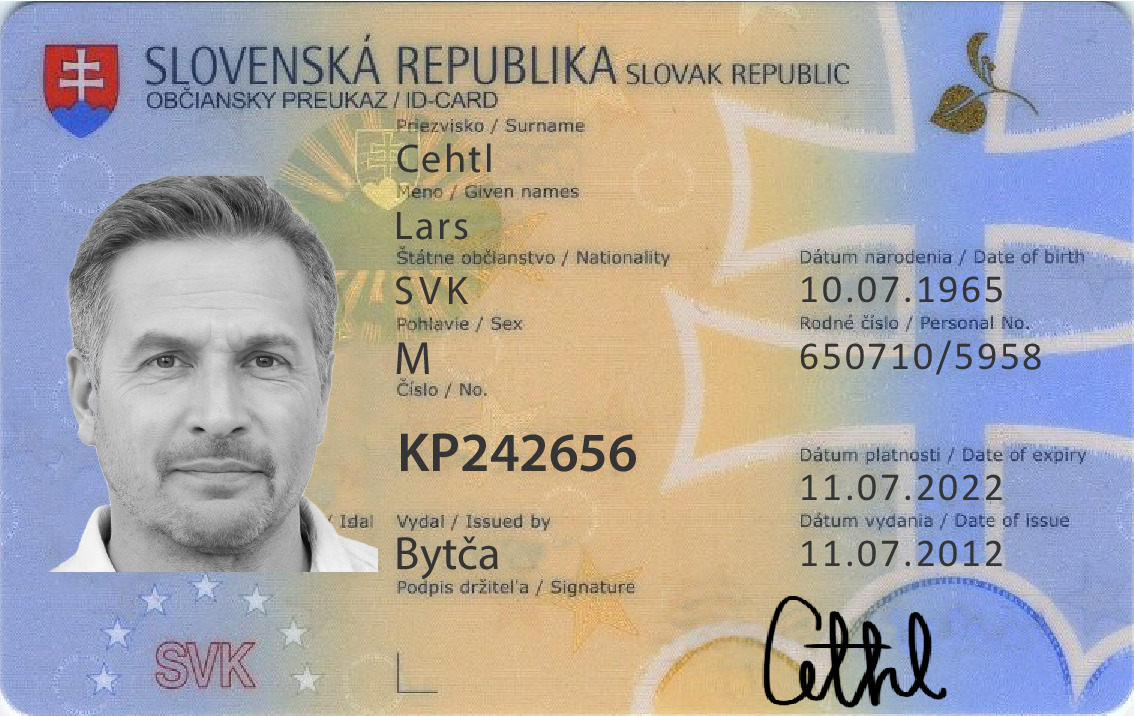 SLOVENSKÁ REPUBLIKA SLOVAK REPUBLIC
OBČIANSKY PREUKAZ / ID-CARD
Priezvisko / Surname
Cehtl
Meno / Given names
Lars
Štátne občianstvo / Nationality
SVK
Dátum narodenia / Date of birth
10.07.1965
Pohlavie / Sex
M
Rodné číslo / Personal No.
650710/5958
Číslo / No.
KP242656
Dátum platnosti / Date of expiry
11.07.2022
Vydal / Issued by
Bytča
Dátum vydania / Date of issue
11.07.2012
Podpis držiteľa / Signature
Cethl
SVK